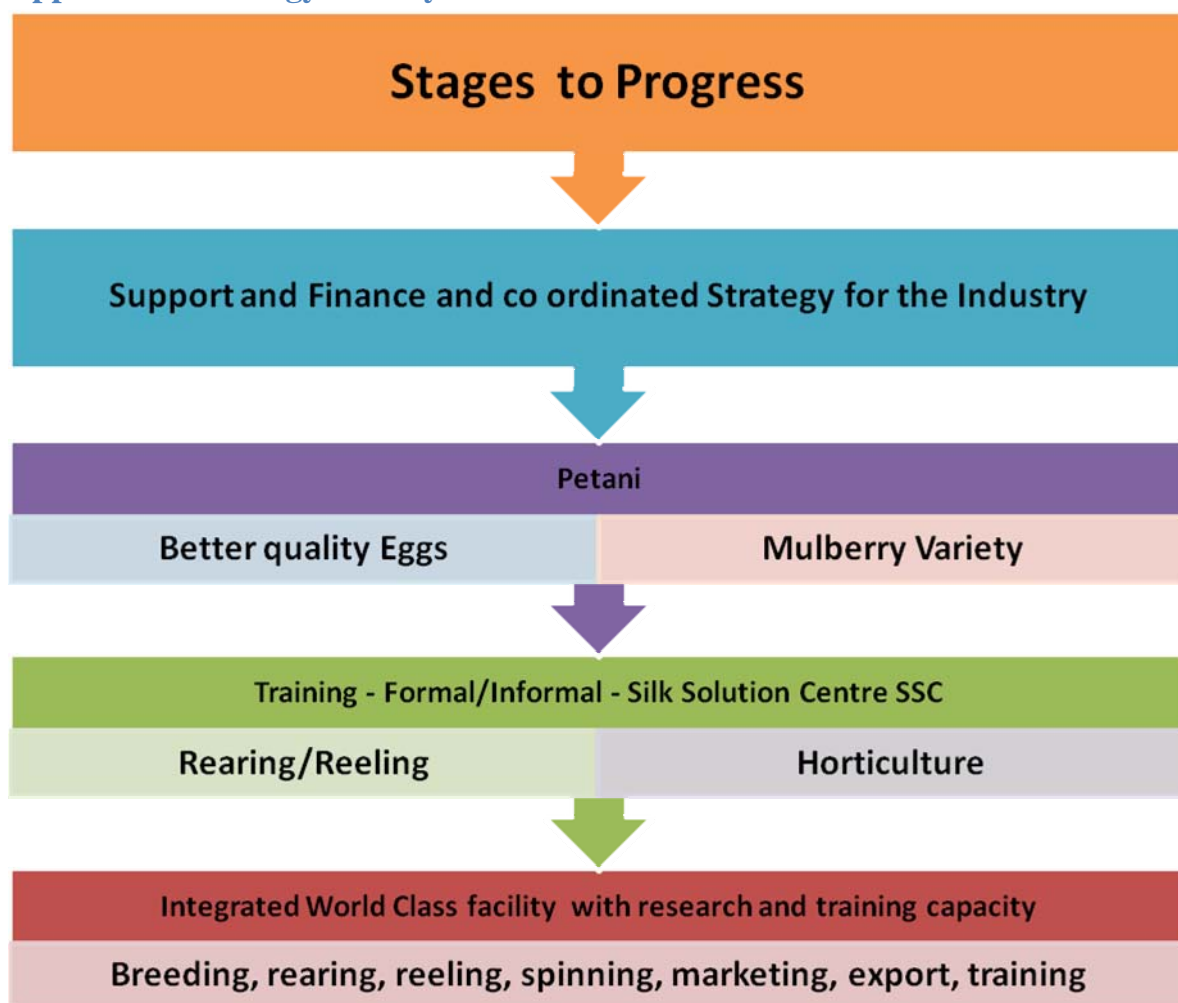 Stages to Progress
Support and Finance and co ordinated Strategy for the Industry
Petani
Better quality Eggs
Mulberry Variety
Training - Formal/Informal - Silk Solution Centre SSC
Rearing/Reeling
Horticulture
Integrated World Class facility with research and training capacity
Breeding, rearing, reeling, spinning, marketing, export, training